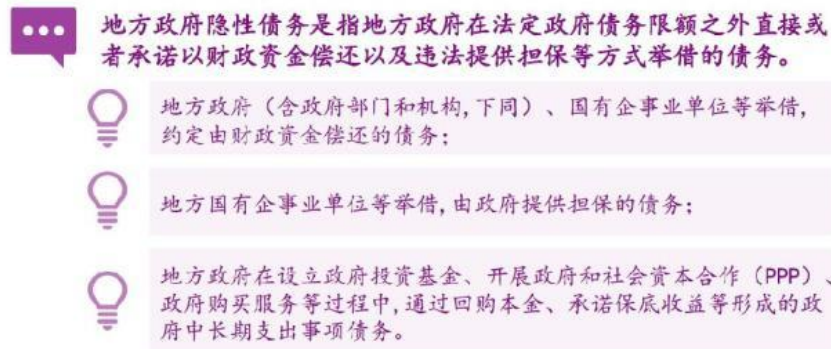 地方政府隐性债务是指地方政府在法定政府债务限额之外直接或
者承诺以财政资金偿还以及违法提供担保等方式举借的债务。
地方政府（含政府部门和机构,下同）、国有企事业单位等举借,
约定由财政资金偿还的债务;
地方国有企事业单位等举借,由政府提供担保的债务;
地方政府在设立政府投资基金、开展政府和社会资本合作（PPP）、
政府购买服务等过程中,通过回购本金、承诺保底收益等形成的政
府中长期支出事项债务。